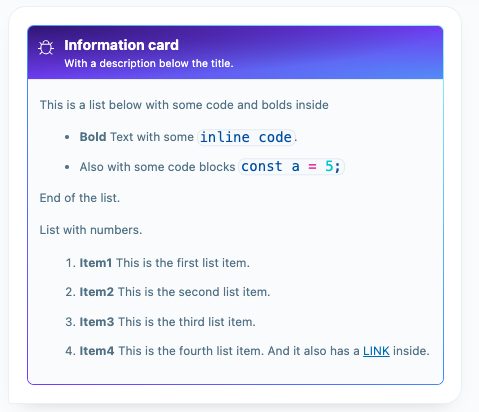 Information card
With a description below the title.
This is a list below with some code and bolds inside
• Bold Text with some inline code.
• Also with some code blocks const a = 5;
End of the list.
List with numbers.
1. Item1 This is the first list item.
2. Item2 This is the second list item.
3. Item3 This is the third list item.
4. Item4 This is the fourth list item. And it also has a LINK inside.